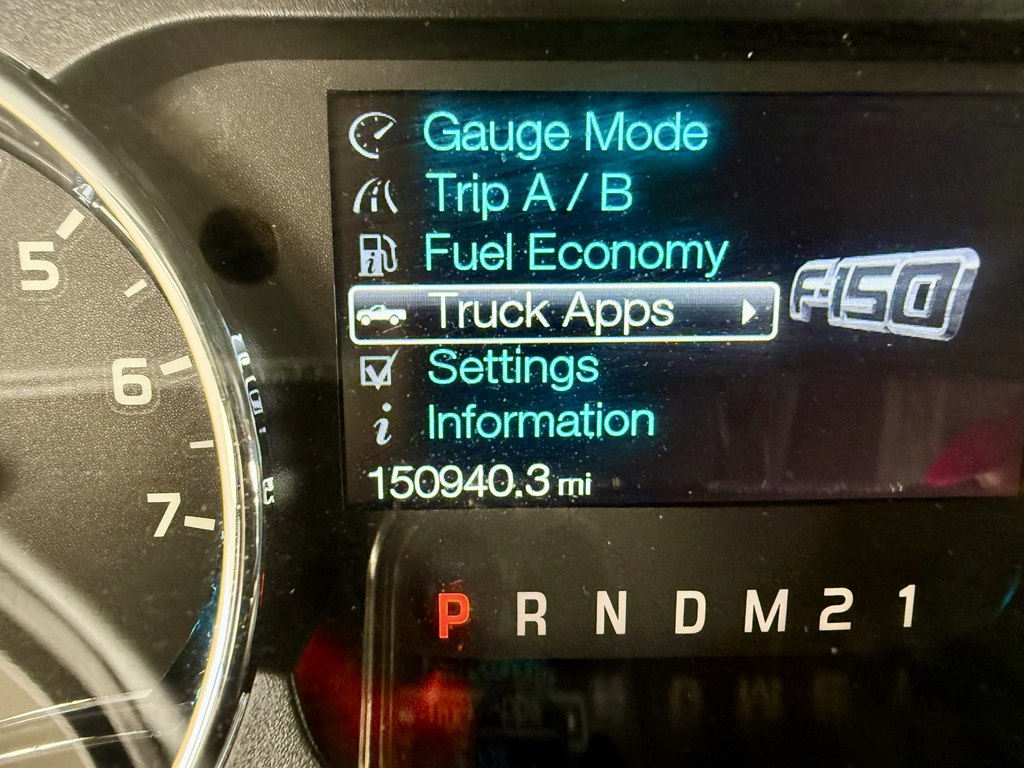 Gauge Mode
Trip A / B
Fuel Economy
Truck Apps
F-150
Settings
Information
150940.3 mi
5
6
7
P R N D M 2 1